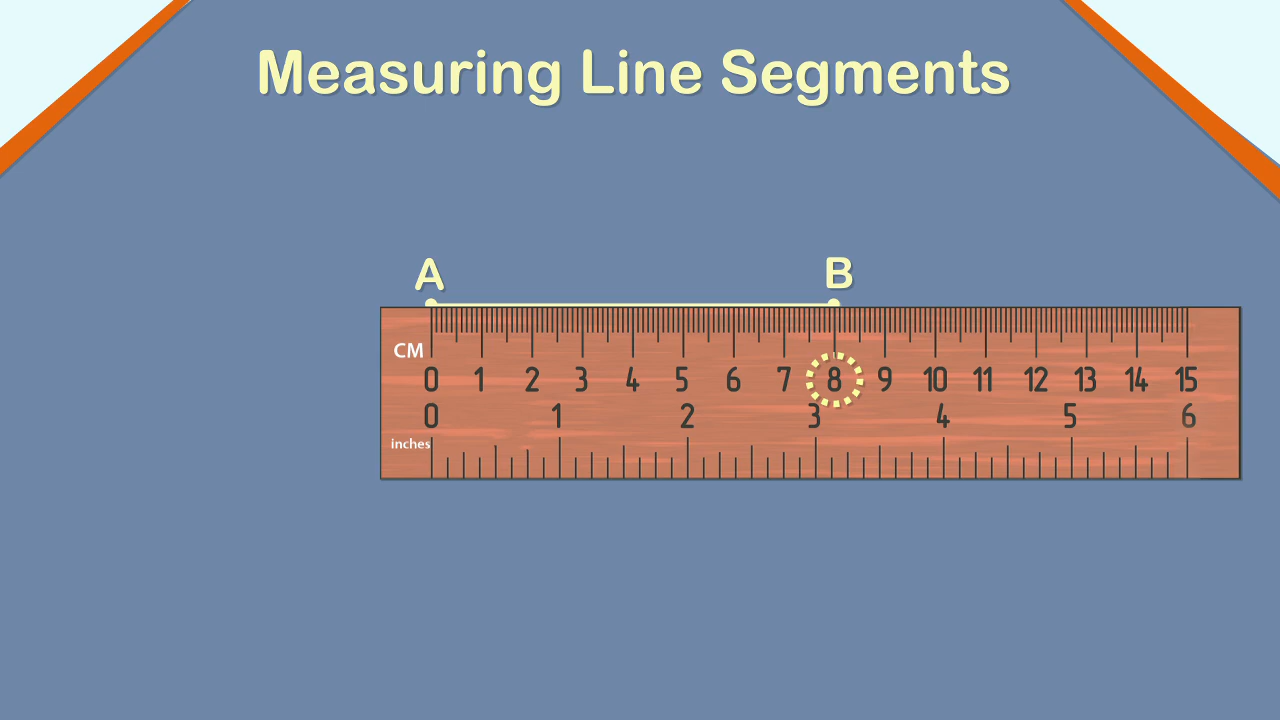 Measuring Line Segments
A B
CM
0 1 2 3 4 5 6 7 8 9 10 11 12 13 14 15
0 1 2 3 4 5 6
inches